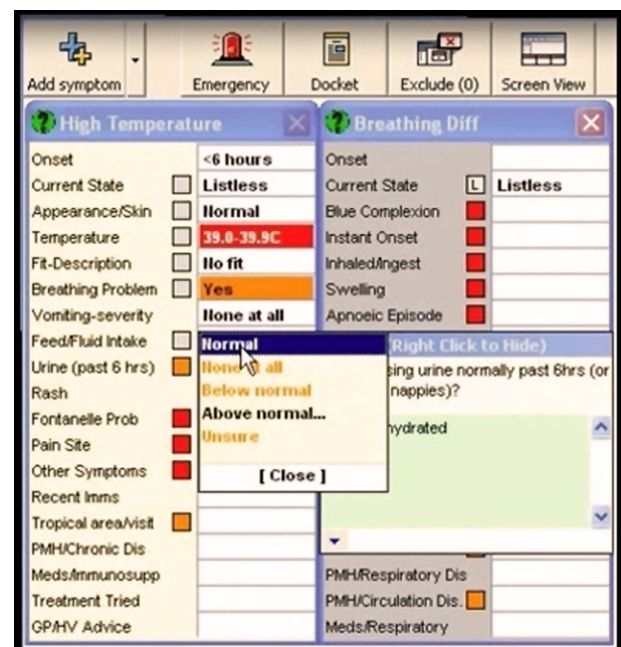 Add symptom
Emergency
Docket
Exclude (0)
Screen View
High Temperature
Onset <6 hours
Current State Listless
Appearance/Skin Normal
Temperature 39.0-39.9C
Fit-Description No fit
Breathing Problem Yes
Vomiting-severity None at all
Feed/Fluid Intake
Urine (past 6 hrs)
Rash
Fontanelle Prob
Pain Site
Other Symptoms
Recent Imms
Tropical area/visit
PMH/Chronic Dis
Meds/Immunosupp
Treatment Tried
GP/HV Advice
Normal
None at all
Below normal
Above normal...
Unsure
[ Close ]
Breathing Diff
Onset
Current State L Listless
Blue Complexion
Instant Onset
Inhaled/Ingest
Swelling
Apnoeic Episode
(Right Click to Hide)
sing urine normally past 6hrs (or
nappies)?
hydrated
PMH/Respiratory Dis
PMH/Circulation Dis.
Meds/Respiratory